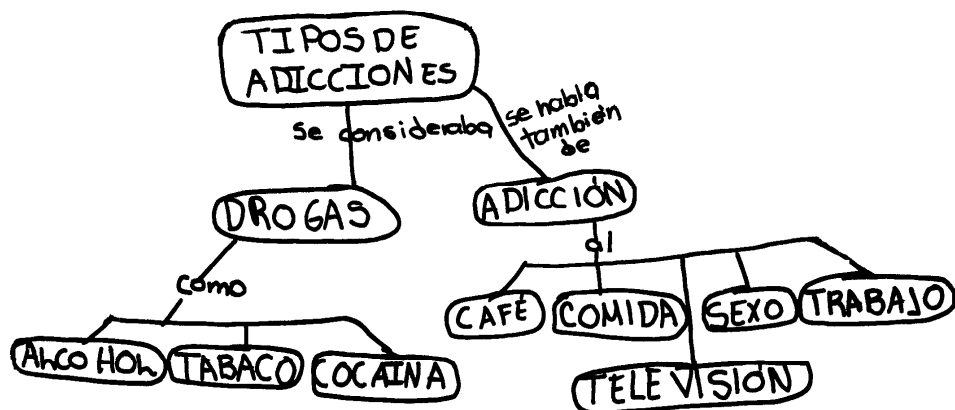 TIPOS DE
ADICCIONES
se consideraba
se habla
también
de
DROGAS
ADICCIÓN
como
al
ALCOHOL
TABACO
COCAINA
CAFÉ
COMIDA
SEXO
TRABAJO
TELEVISIÓN